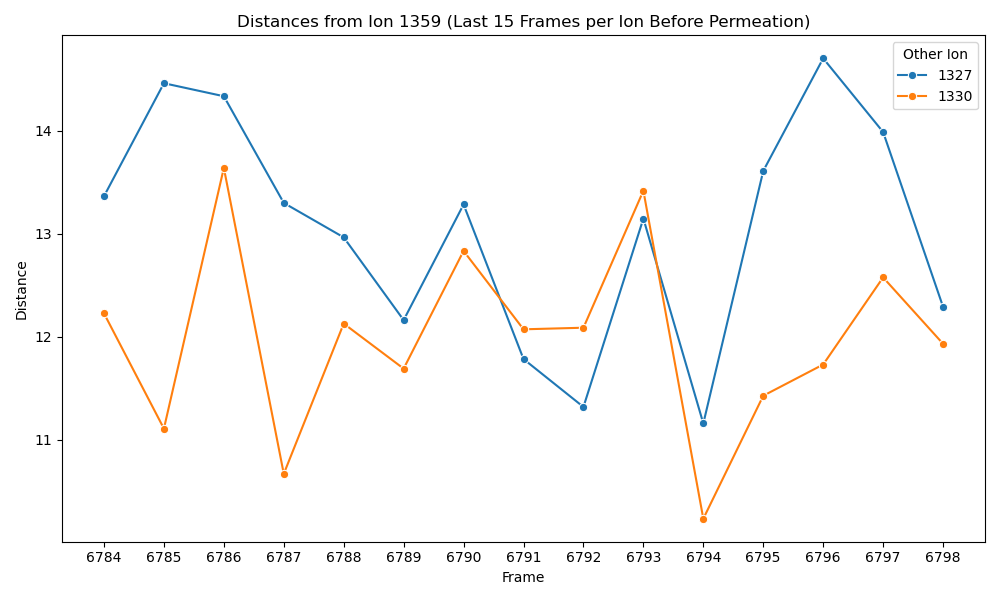 Distances from Ion 1359 (Last 15 Frames per Ion Before Permeation)
Other Ion
1327
1330
14
13
12
11
Distance
6784 6785 6786 6787 6788 6789 6790 6791 6792 6793 6794 6795 6796 6797 6798
Frame